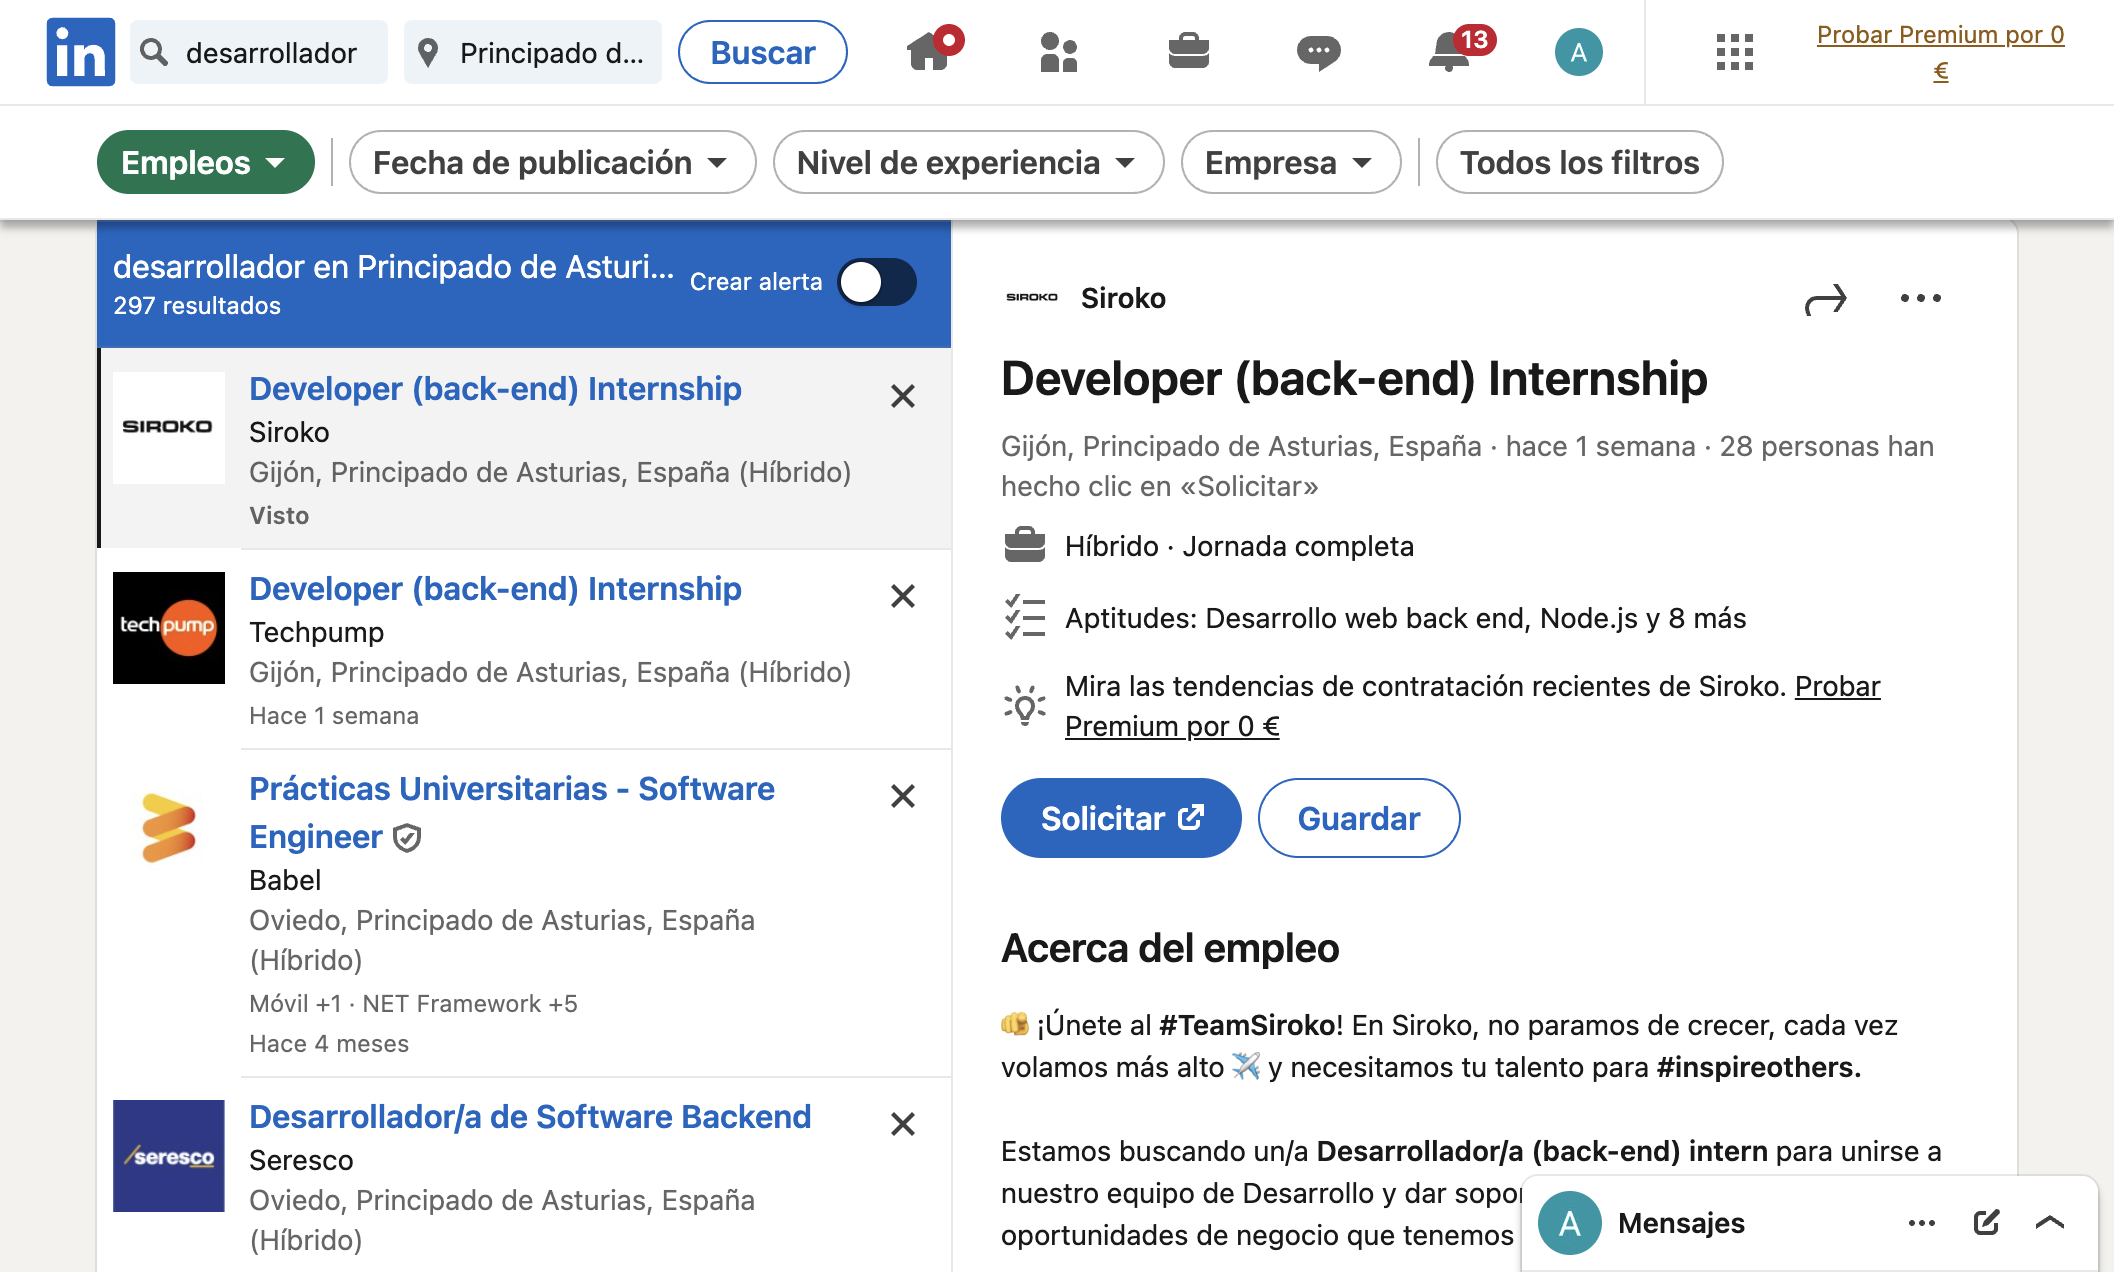 in
desarrollador
Principado d...
Buscar
13
A
Probar Premium por 0
€
Empleos
Fecha de publicación
Nivel de experiencia
Empresa
Todos los filtros
desarrollador en Principado de Asturi...
297 resultados
Crear alerta
SIROKO
Developer (back-end) Internship
Siroko
Gijón, Principado de Asturias, España (Híbrido)
Visto
techpump
Developer (back-end) Internship
Techpump
Gijón, Principado de Asturias, España (Híbrido)
Hace 1 semana
Prácticas Universitarias - Software
Engineer
Babel
Oviedo, Principado de Asturias, España
(Híbrido)
Móvil +1 · NET Framework +5
Hace 4 meses
seresco
Desarrollador/a de Software Backend
Seresco
Oviedo, Principado de Asturias, España
(Híbrido)
SIROKO
Siroko
Developer (back-end) Internship
Gijón, Principado de Asturias, España · hace 1 semana · 28 personas han
hecho clic en «Solicitar»
Híbrido · Jornada completa
Aptitudes: Desarrollo web back end, Node.js y 8 más
Mira las tendencias de contratación recientes de Siroko. Probar
Premium por 0 €
Solicitar
Guardar
Acerca del empleo
¡Únete al #TeamSiroko! En Siroko, no paramos de crecer, cada vez
volamos más alto ✈️ y necesitamos tu talento para #inspireothers.
Estamos buscando un/a Desarrollador/a (back-end) intern para unirse a
nuestro equipo de Desarrollo y dar sopor
oportunidades de negocio que tenemos
A
Mensajes